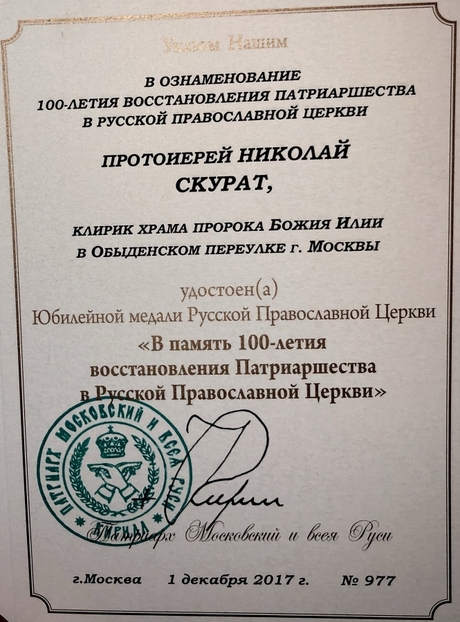 Указом Нашим
В ОЗНАМЕНОВАНИЕ
100-ЛЕТИЯ ВОССТАНОВЛЕНИЯ ПАТРИАРШЕСТВА
В РУССКОЙ ПРАВОСЛАВНОЙ ЦЕРКВИ
ПРОТОИЕРЕЙ НИКОЛАЙ
СКУРАТ,
КЛИРИК ХРАМА ПРОРОКА БОЖИЯ ИЛИИ
В ОБЫДЕНСКОМ ПЕРЕУЛКЕ Г. МОСКВЫ
удостоен(а)
Юбилейной медали Русской Православной Церкви
«В память 100-летия
восстановления Патриаршества
в Русской Православной Церкви»
ПАТРИАРХ МОСКОВСКИЙ И ВСЕЯ РУСИ
КИРИЛЛ
Кирилл
Патриарх Московский и всея Руси
г.Москва 1 декабря 2017 г. № 977